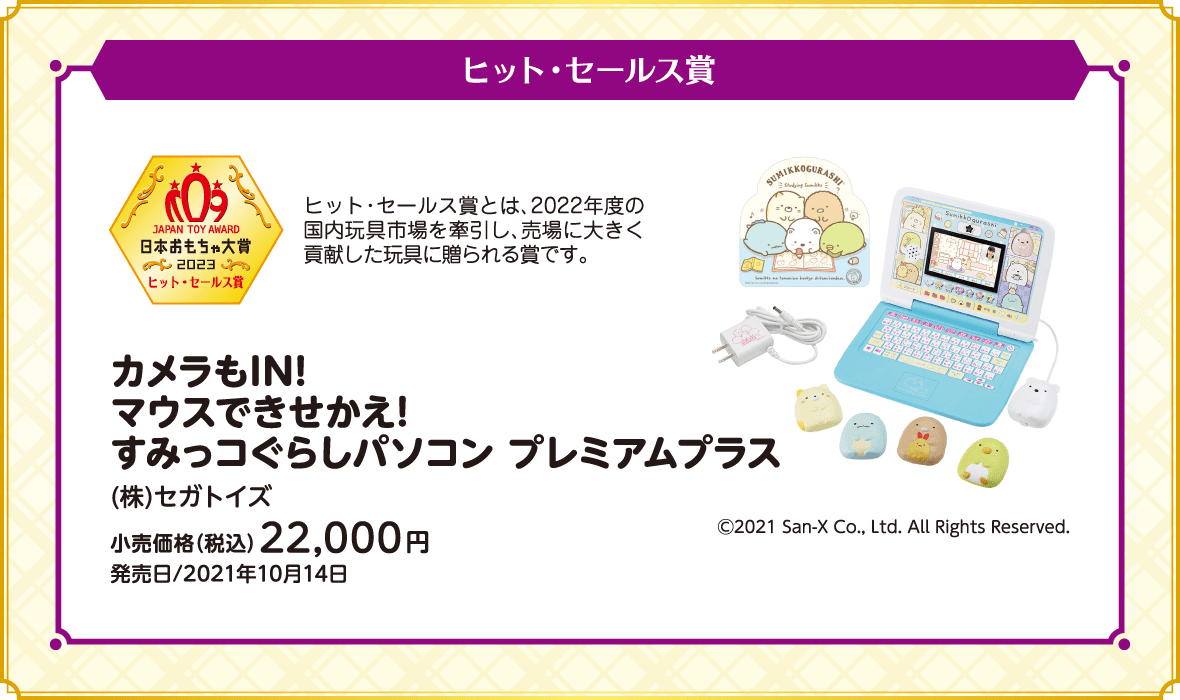 ヒット・セールス賞
JAPAN TOY AWARD
日本おもちゃ大賞
2023
ヒット・セールス賞
ヒット・セールス賞とは、2022年度の
国内玩具市場を牽引し、売場に大きく
貢献した玩具に贈られる賞です。
SUMIKKOGURASHI
Studying Sumikko
Sumikkogurashi
カメラもIN!
マウスできせかえ!
すみっコぐらしパソコン プレミアムプラス
(株)セガトイズ
小売価格(税込)22,000円
発売日/2021年10月14日
©2021 San-X Co., Ltd. All Rights Reserved.